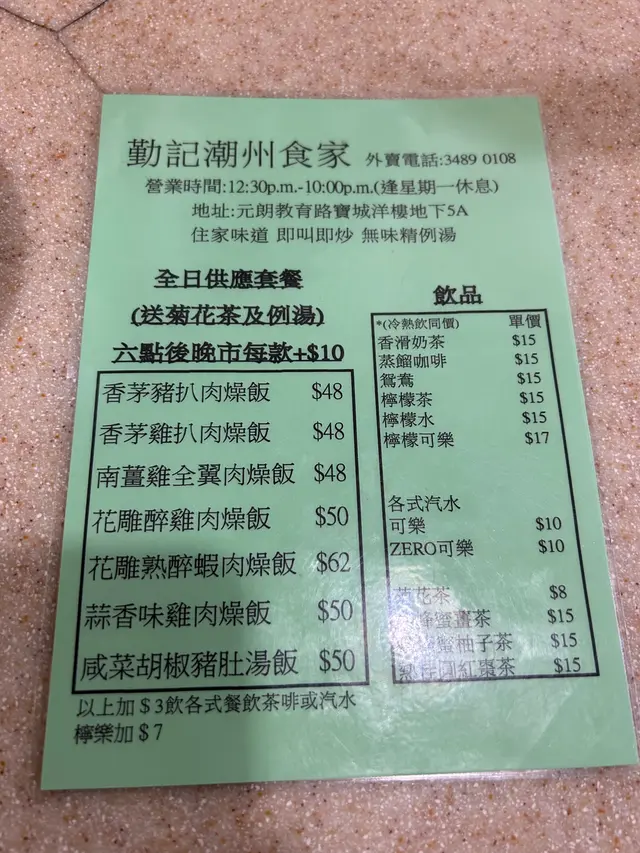 勤記潮州食家 外賣電話:3489 0108
營業時間:12:30p.m.-10:00p.m.(逢星期一休息)
地址:元朗教育路寶城洋樓地下5A
住家味道 即叫即炒 無味精例湯
全日供應套餐
(送菊花茶及例湯)
六點後晚市每款+$10
香茅豬扒肉燥飯 $48
香茅雞扒肉燥飯 $48
南薑雞全翼肉燥飯 $48
花雕醉雞肉燥飯 $50
花雕熟醉蝦肉燥飯 $62
蒜香味雞肉燥飯 $50
咸菜胡椒豬肚湯飯 $50
以上加＄3飲各式餐飲茶啡或汽水
檸樂加＄7
飲品
*(冷熱飲同價) 單價
香滑奶茶 $15
蒸餾咖啡 $15
鴛鴦 $15
檸檬茶 $15
檸檬水 $15
檸檬可樂 $17
各式汽水
可樂 $10
ZERO可樂 $10
花茶 $8
蜂蜜薑茶 $15
蜜柚子茶 $15
圓紅棗茶 $15